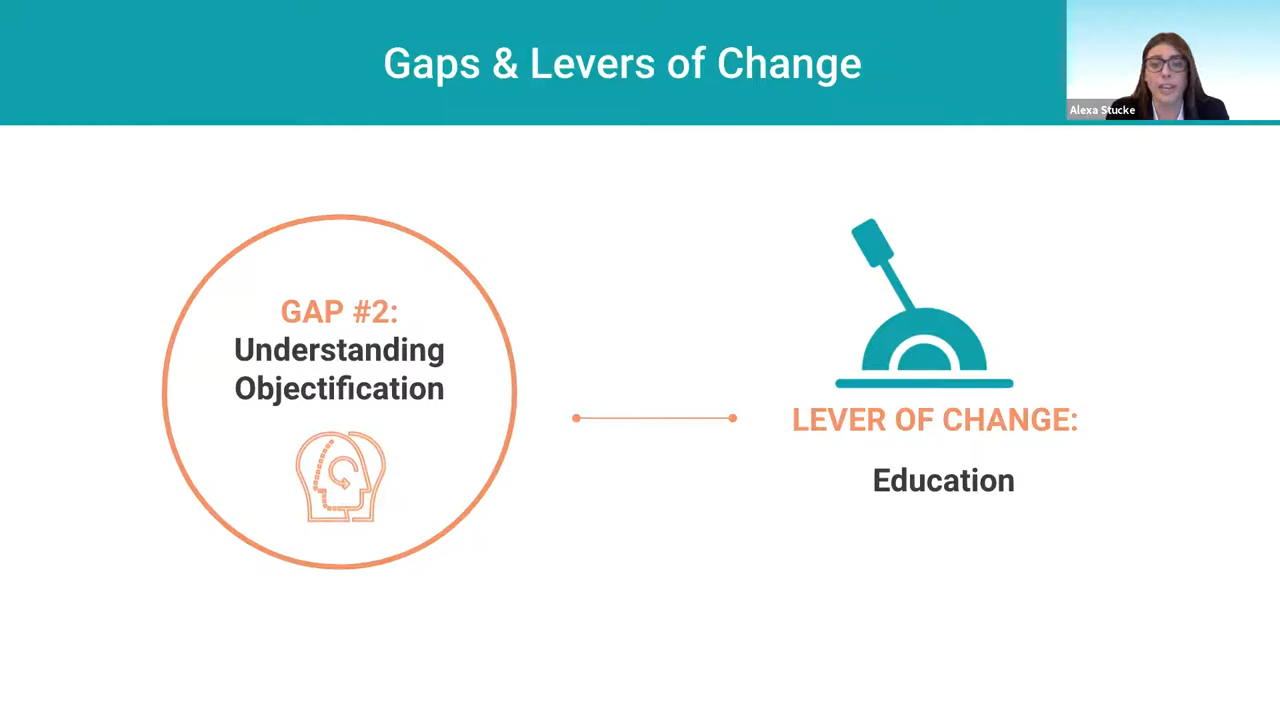 Gaps & Levers of Change
Alexa Stucke
GAP #2:
Understanding
Objectification
LEVER OF CHANGE:
Education